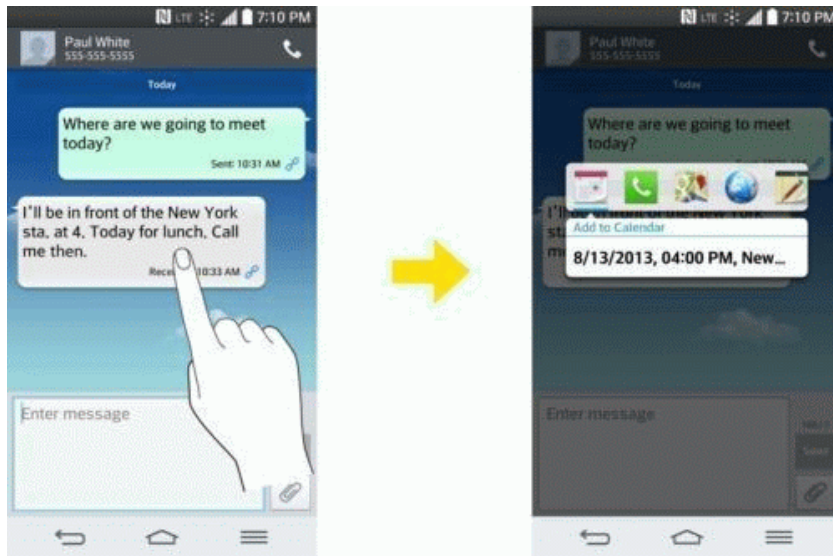 LTE 7:10 PM
Paul White
555-555-5555
Today
Where are we going to meet
today?
Sent: 10:31 AM
I'll be in front of the New York
sta, at 4, Today for lunch, Call
me then.
10:33 AM
Enter message
LTE 7:10 PM
Paul White
555-555-5555
Today
Where are we going to meet
today?
Add to Calendar
8/13/2013, 04:00 PM, New...
Enter message